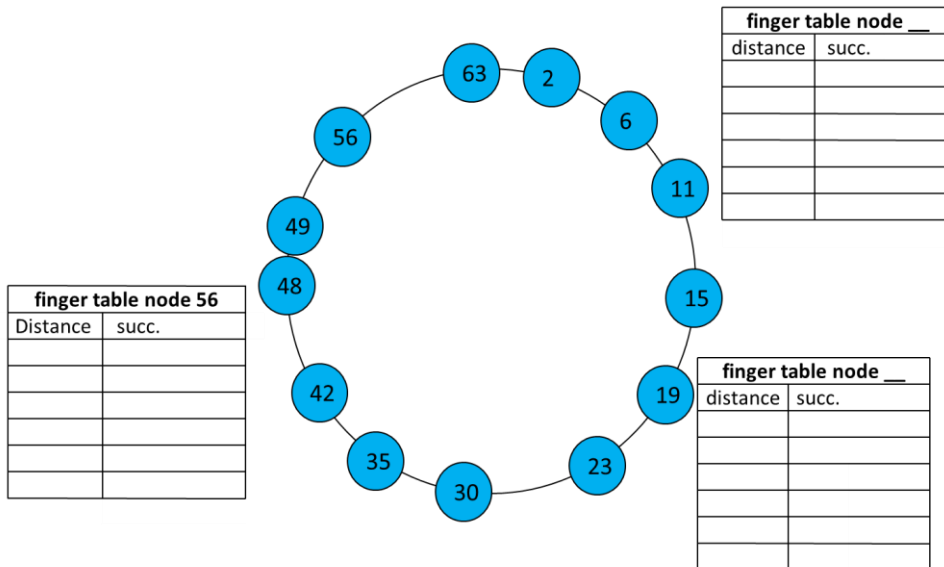 finger table node __
distance succ.
63
2
6
56
11
49
48
15
finger table node 56
Distance succ.
42
19
finger table node __
distance succ.
35
23
30